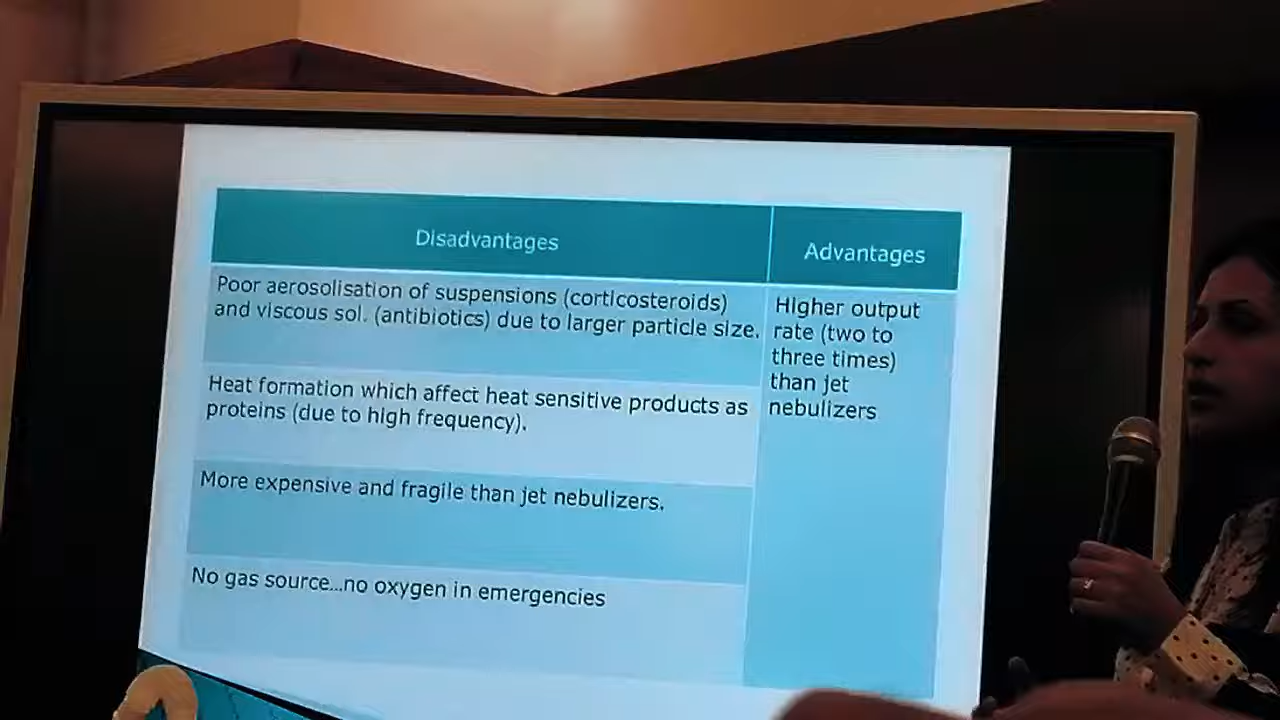 Disadvantages
Advantages
Poor aerosolisation of suspensions (corticosteroids)
and viscous sol. (antibiotics) due to larger particle size.
Heat formation which affect heat sensitive products as
proteins (due to high frequency).
More expensive and fragile than jet nebulizers.
No gas source...no oxygen in emergencies
Higher output
rate (two to
three times)
than jet
nebulizers